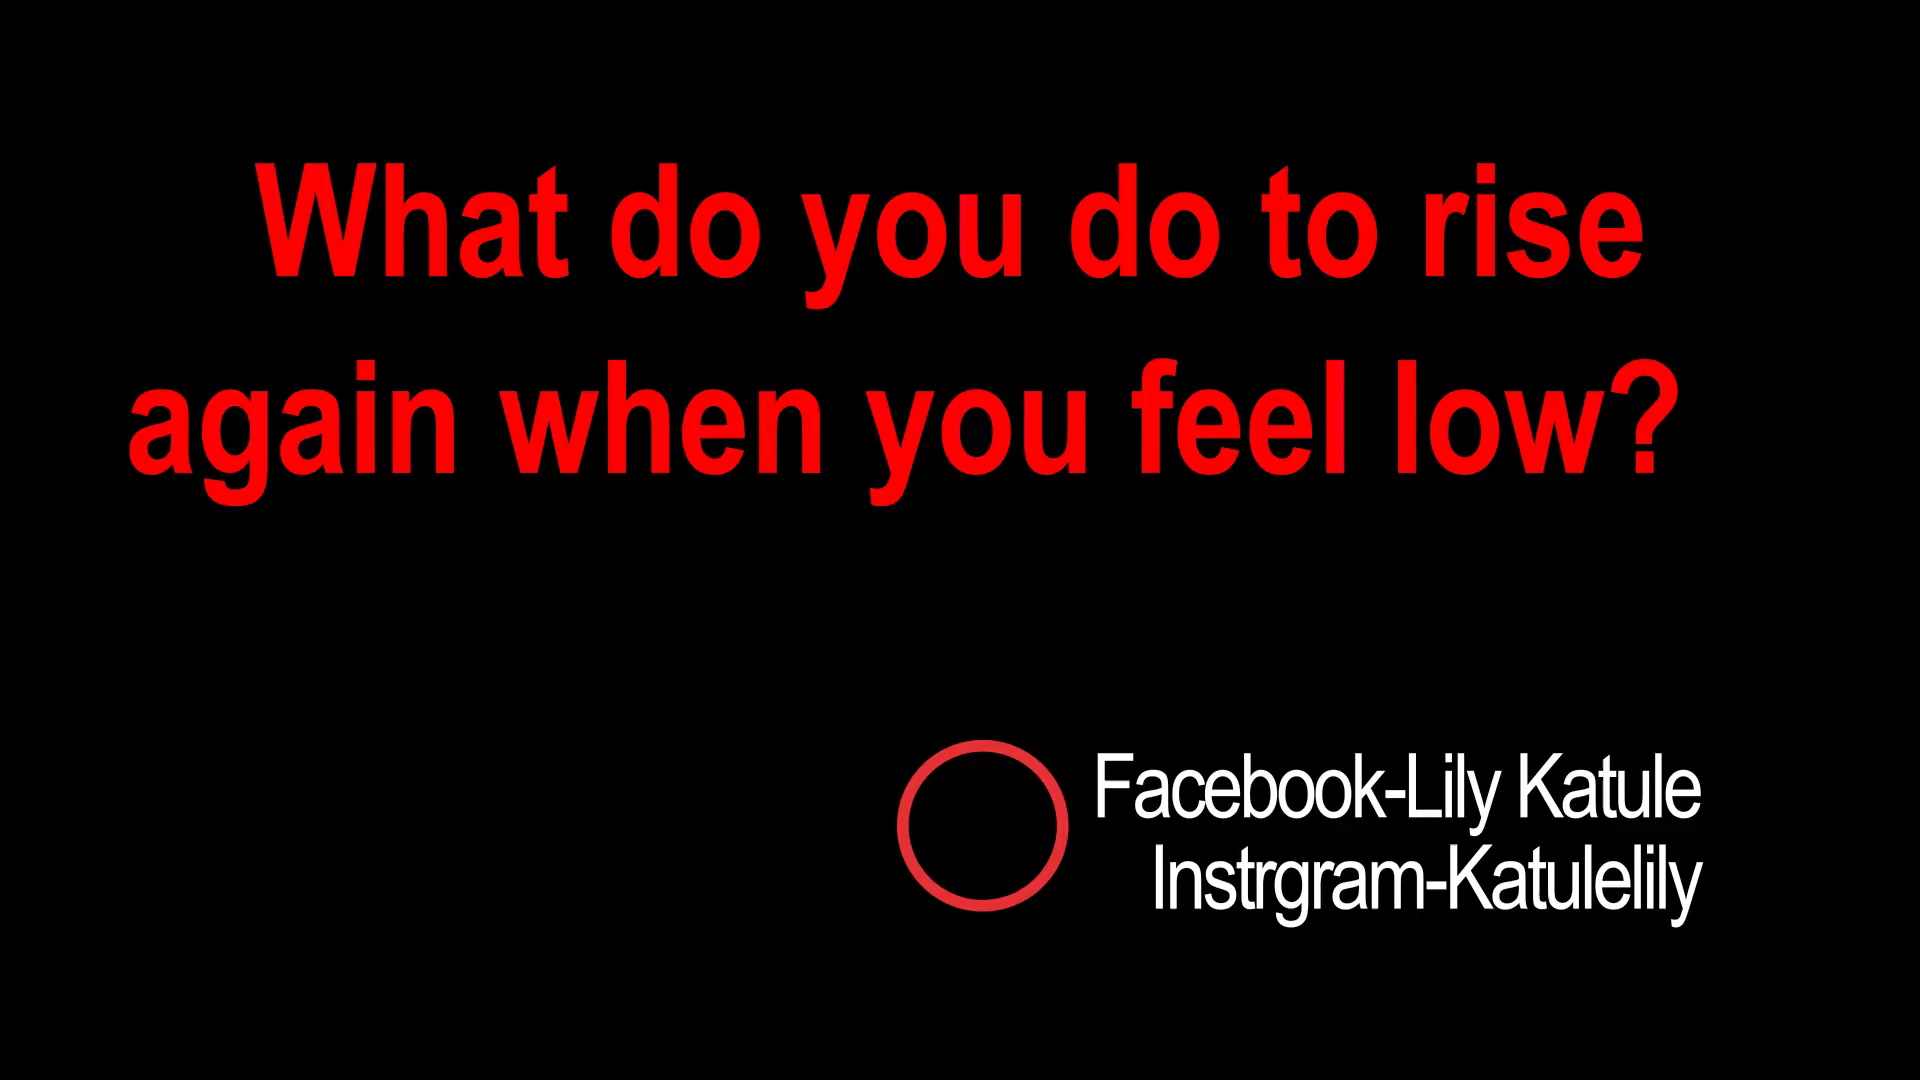 What do you do to rise
again when you feel low?
Facebook-Lily Katule
Instrgram-Katulelily